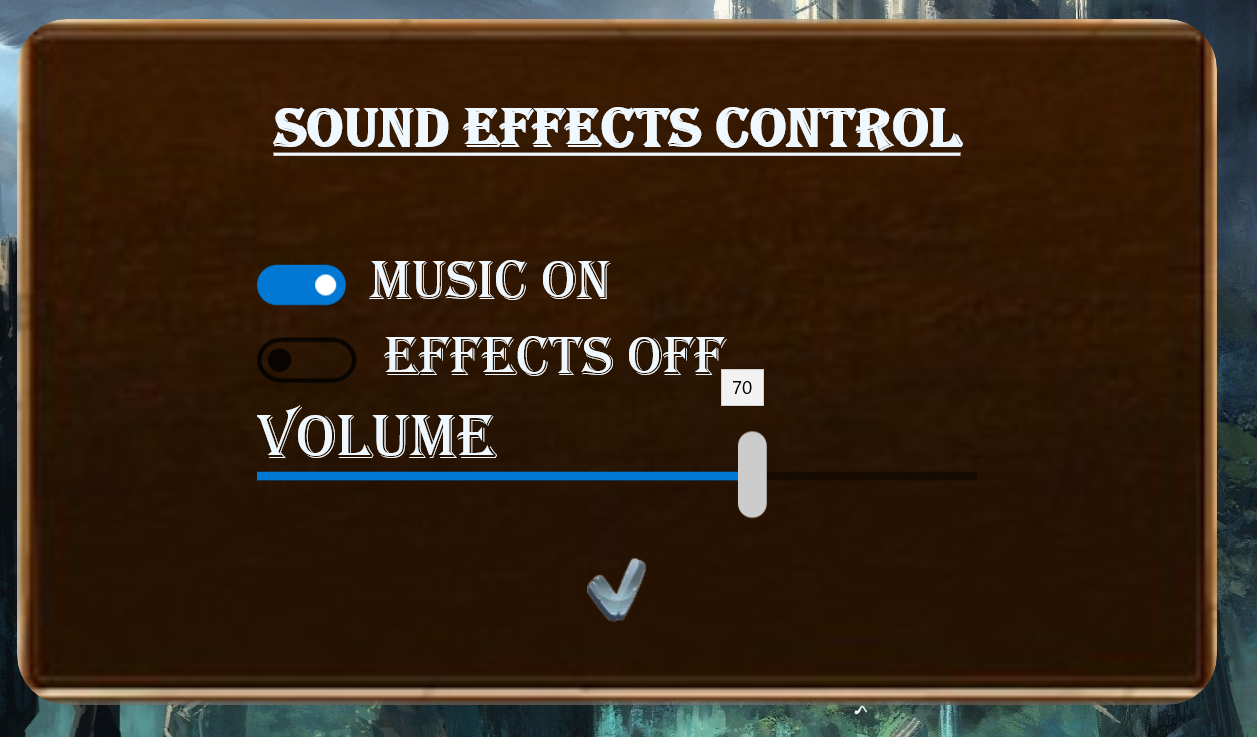 SOUND EFFECTS CONTROL
MUSIC ON
EFFECTS OFF
70
VOLUME